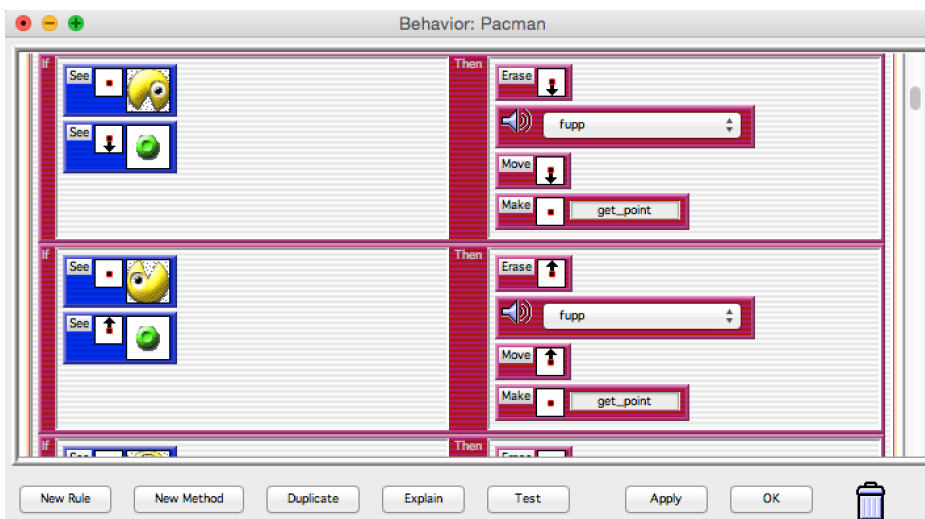 Behavior: Pacman
If
Then
See
Erase
fupp
See
Move
Make get_point
If
Then
See
Erase
fupp
See
Move
Make get_point
If
Then
New Rule New Method Duplicate Explain Test Apply OK